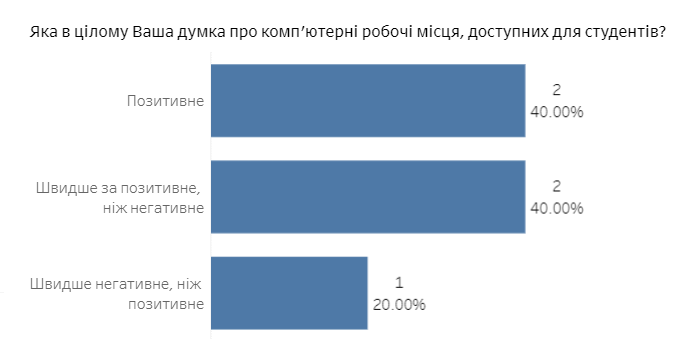 Яка в цілому Ваша думка про комп’ютерні робочі місця, доступних для студентів?
Позитивне
2
40.00%
Швидше за позитивне,
ніж негативне
2
40.00%
Швидше негативне, ніж
позитивне
1
20.00%